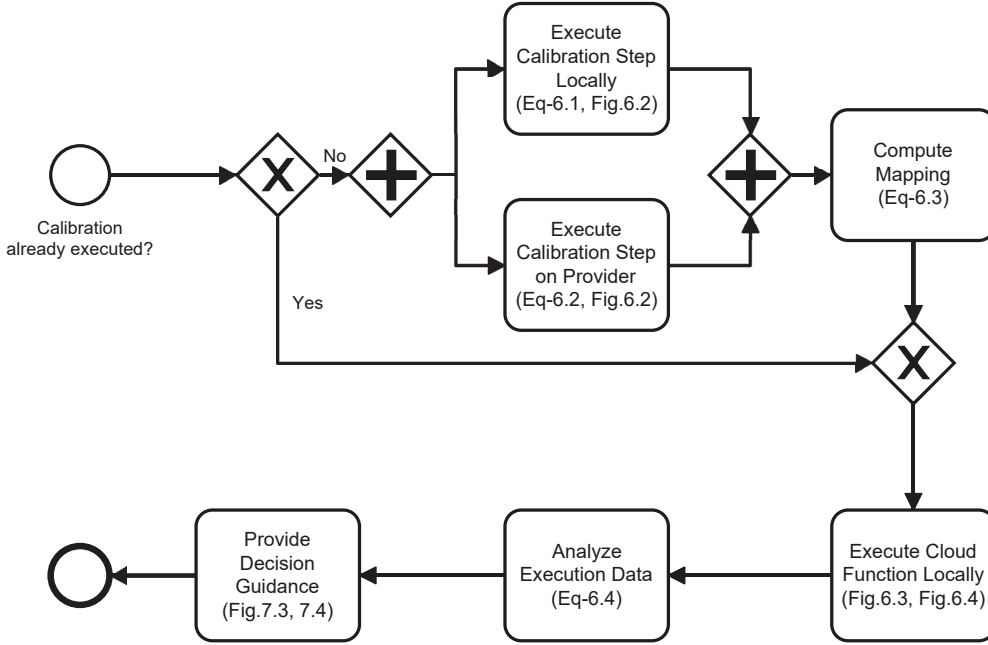 Execute
Calibration Step
Locally
(Eq-6.1, Fig.6.2)
No
Compute
Mapping
(Eq-6.3)
Calibration
already executed?
Execute
Calibration Step
on Provider
(Eq-6.2, Fig.6.2)
Yes
Provide
Decision
Guidance
(Fig.7.3, 7.4)
Analyze
Execution Data
(Eq-6.4)
Execute Cloud
Function Locally
(Fig.6.3, Fig.6.4)